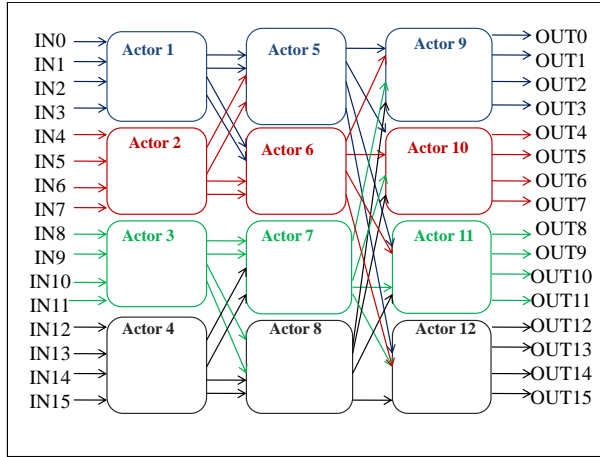 IN0
IN1
IN2
IN3
IN4
IN5
IN6
IN7
IN8
IN9
IN10
IN11
IN12
IN13
IN14
IN15
Actor 1
Actor 2
Actor 3
Actor 4
Actor 5
Actor 6
Actor 7
Actor 8
Actor 9
Actor 10
Actor 11
Actor 12
OUT0
OUT1
OUT2
OUT3
OUT4
OUT5
OUT6
OUT7
OUT8
OUT9
OUT10
OUT11
OUT12
OUT13
OUT14
OUT15